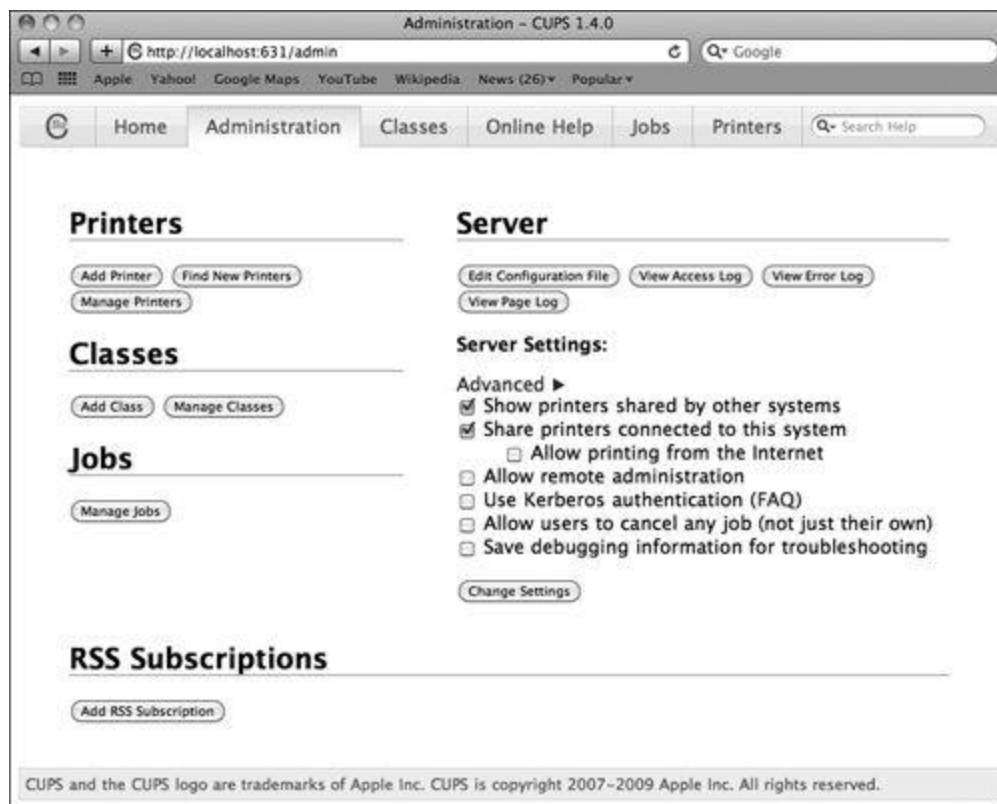 Administration – CUPS 1.4.0
http://localhost:631/admin
Google
Apple Yahoo! Google Maps YouTube Wikipedia News (26) Popular
Home Administration Classes Online Help Jobs Printers Search Help
Printers
Add Printer Find New Printers
Manage Printers
Classes
Add Class Manage Classes
Jobs
Manage Jobs
Server
Edit Configuration File View Access Log View Error Log
View Page Log
Server Settings:
Advanced
Show printers shared by other systems
Share printers connected to this system
Allow printing from the Internet
Allow remote administration
Use Kerberos authentication (FAQ)
Allow users to cancel any job (not just their own)
Save debugging information for troubleshooting
Change Settings
RSS Subscriptions
Add RSS Subscription
CUPS and the CUPS logo are trademarks of Apple Inc. CUPS is copyright 2007–2009 Apple Inc. All rights reserved.